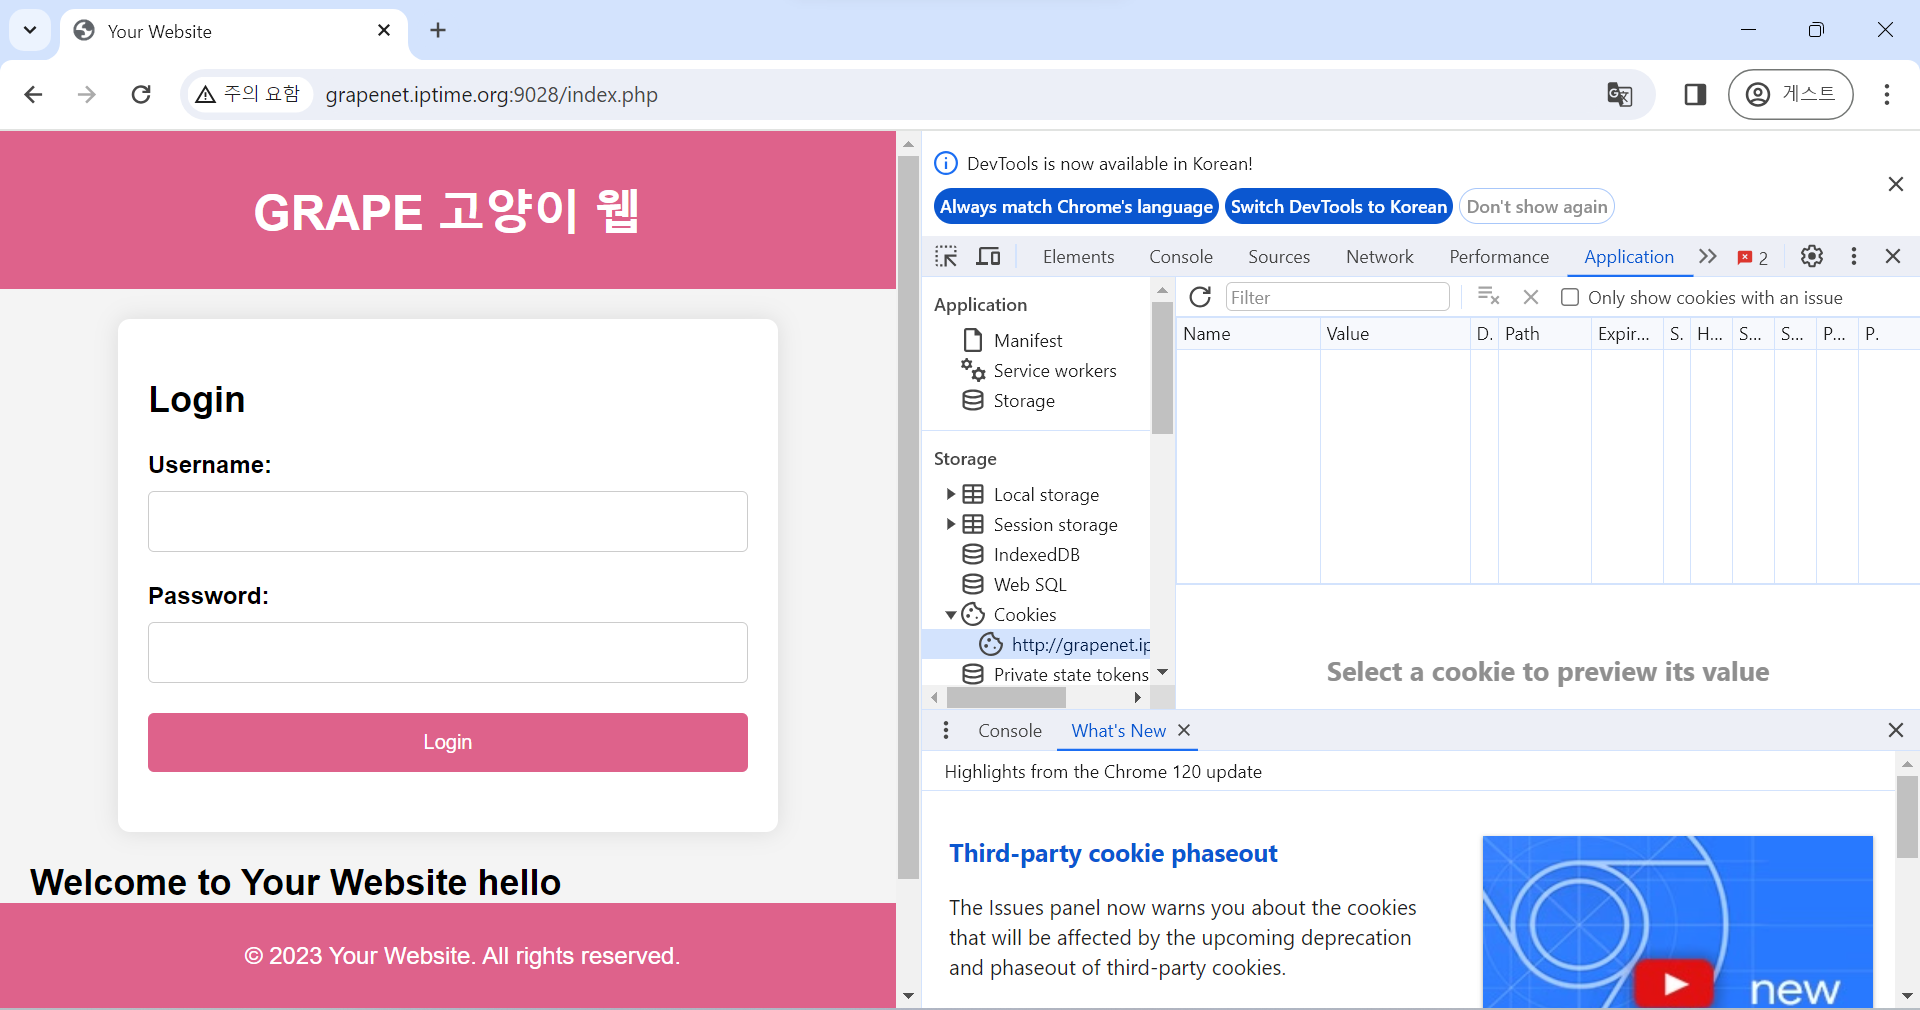 Your Website
주의 요함
grapenet.iptime.org:9028/index.php
게스트
GRAPE 고양이 웹
Login
Username:
Password:
Login
Welcome to Your Website hello
© 2023 Your Website. All rights reserved.
DevTools is now available in Korean!
Always match Chrome's language
Switch DevTools to Korean
Don't show again
Elements
Console
Sources
Network
Performance
Application
2
Application
Manifest
Service workers
Storage
Storage
Local storage
Session storage
IndexedDB
Web SQL
Cookies
http://grapenet.ip
Private state tokens
Filter
Only show cookies with an issue
Name
Value
D.
Path
Expir...
S.
H...
S...
S...
P...
P.
Select a cookie to preview its value
Console
What's New
Highlights from the Chrome 120 update
Third-party cookie phaseout
The Issues panel now warns you about the cookies
that will be affected by the upcoming deprecation
and phaseout of third-party cookies.
new